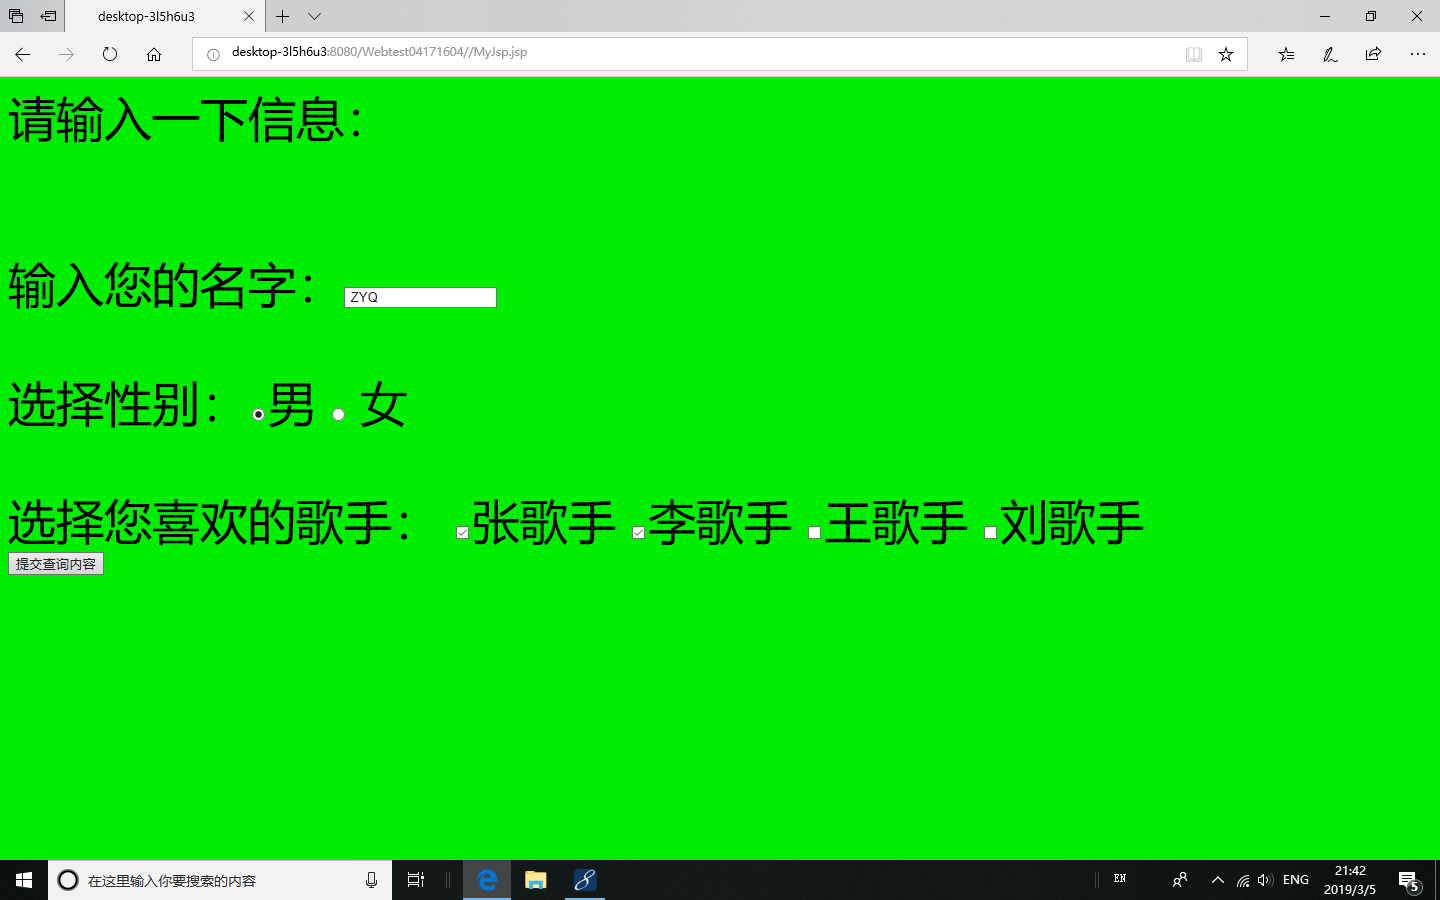 desktop-3l5h6u3
desktop-3l5h6u3:8080/Webtest04171604//MyJsp.jsp
请输入一下信息：
输入您的名字： ZYQ
选择性别： 男 女
选择您喜欢的歌手： 张歌手 李歌手 王歌手 刘歌手
提交查询内容
在这里输入你要搜索的内容
EN
ENG
21:42
2019/3/5
5